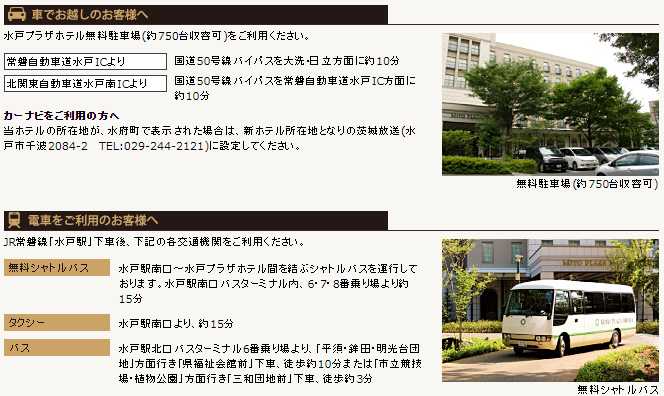 車でお越しのお客様へ
水戸プラザホテル無料駐車場(約750台収容可)をご利用ください。
常磐自動車道水戸ICより
国道50号線バイパスを大洗・日立方面に約10分
北関東自動車道水戸南ICより
国道50号線バイパスを常磐自動車道水戸IC方面に
約10分
カーナビをご利用の方へ
当ホテルの所在地が、水府町で表示された場合は、新ホテル所在地となりの茨城放送(水
戸市千波2084-2　TEL:029-244-2121)に設定してください。
MITO PLAZA
無料駐車場(約750台収容可)
電車をご利用のお客様へ
JR常磐線「水戸駅」下車後、下記の各交通機関をご利用ください。
無料シャトルバス
水戸駅南口～水戸プラザホテル間を結ぶシャトルバスを運行して
おります。水戸駅南口バスターミナル内、6・7・8番乗り場より約
15分
タクシー
水戸駅南口より、約15分
バス
水戸駅北口バスターミナル6番乗り場より、「平須・鉾田・明光台団
地」方面行き「県福祉会館前」下車、徒歩約10分または「市立競技
場・植物公園」方面行き「三和団地前」下車、徒歩約3分
MITO PLAZA
MITO PLAZA HOTEL
無料シャトルバス